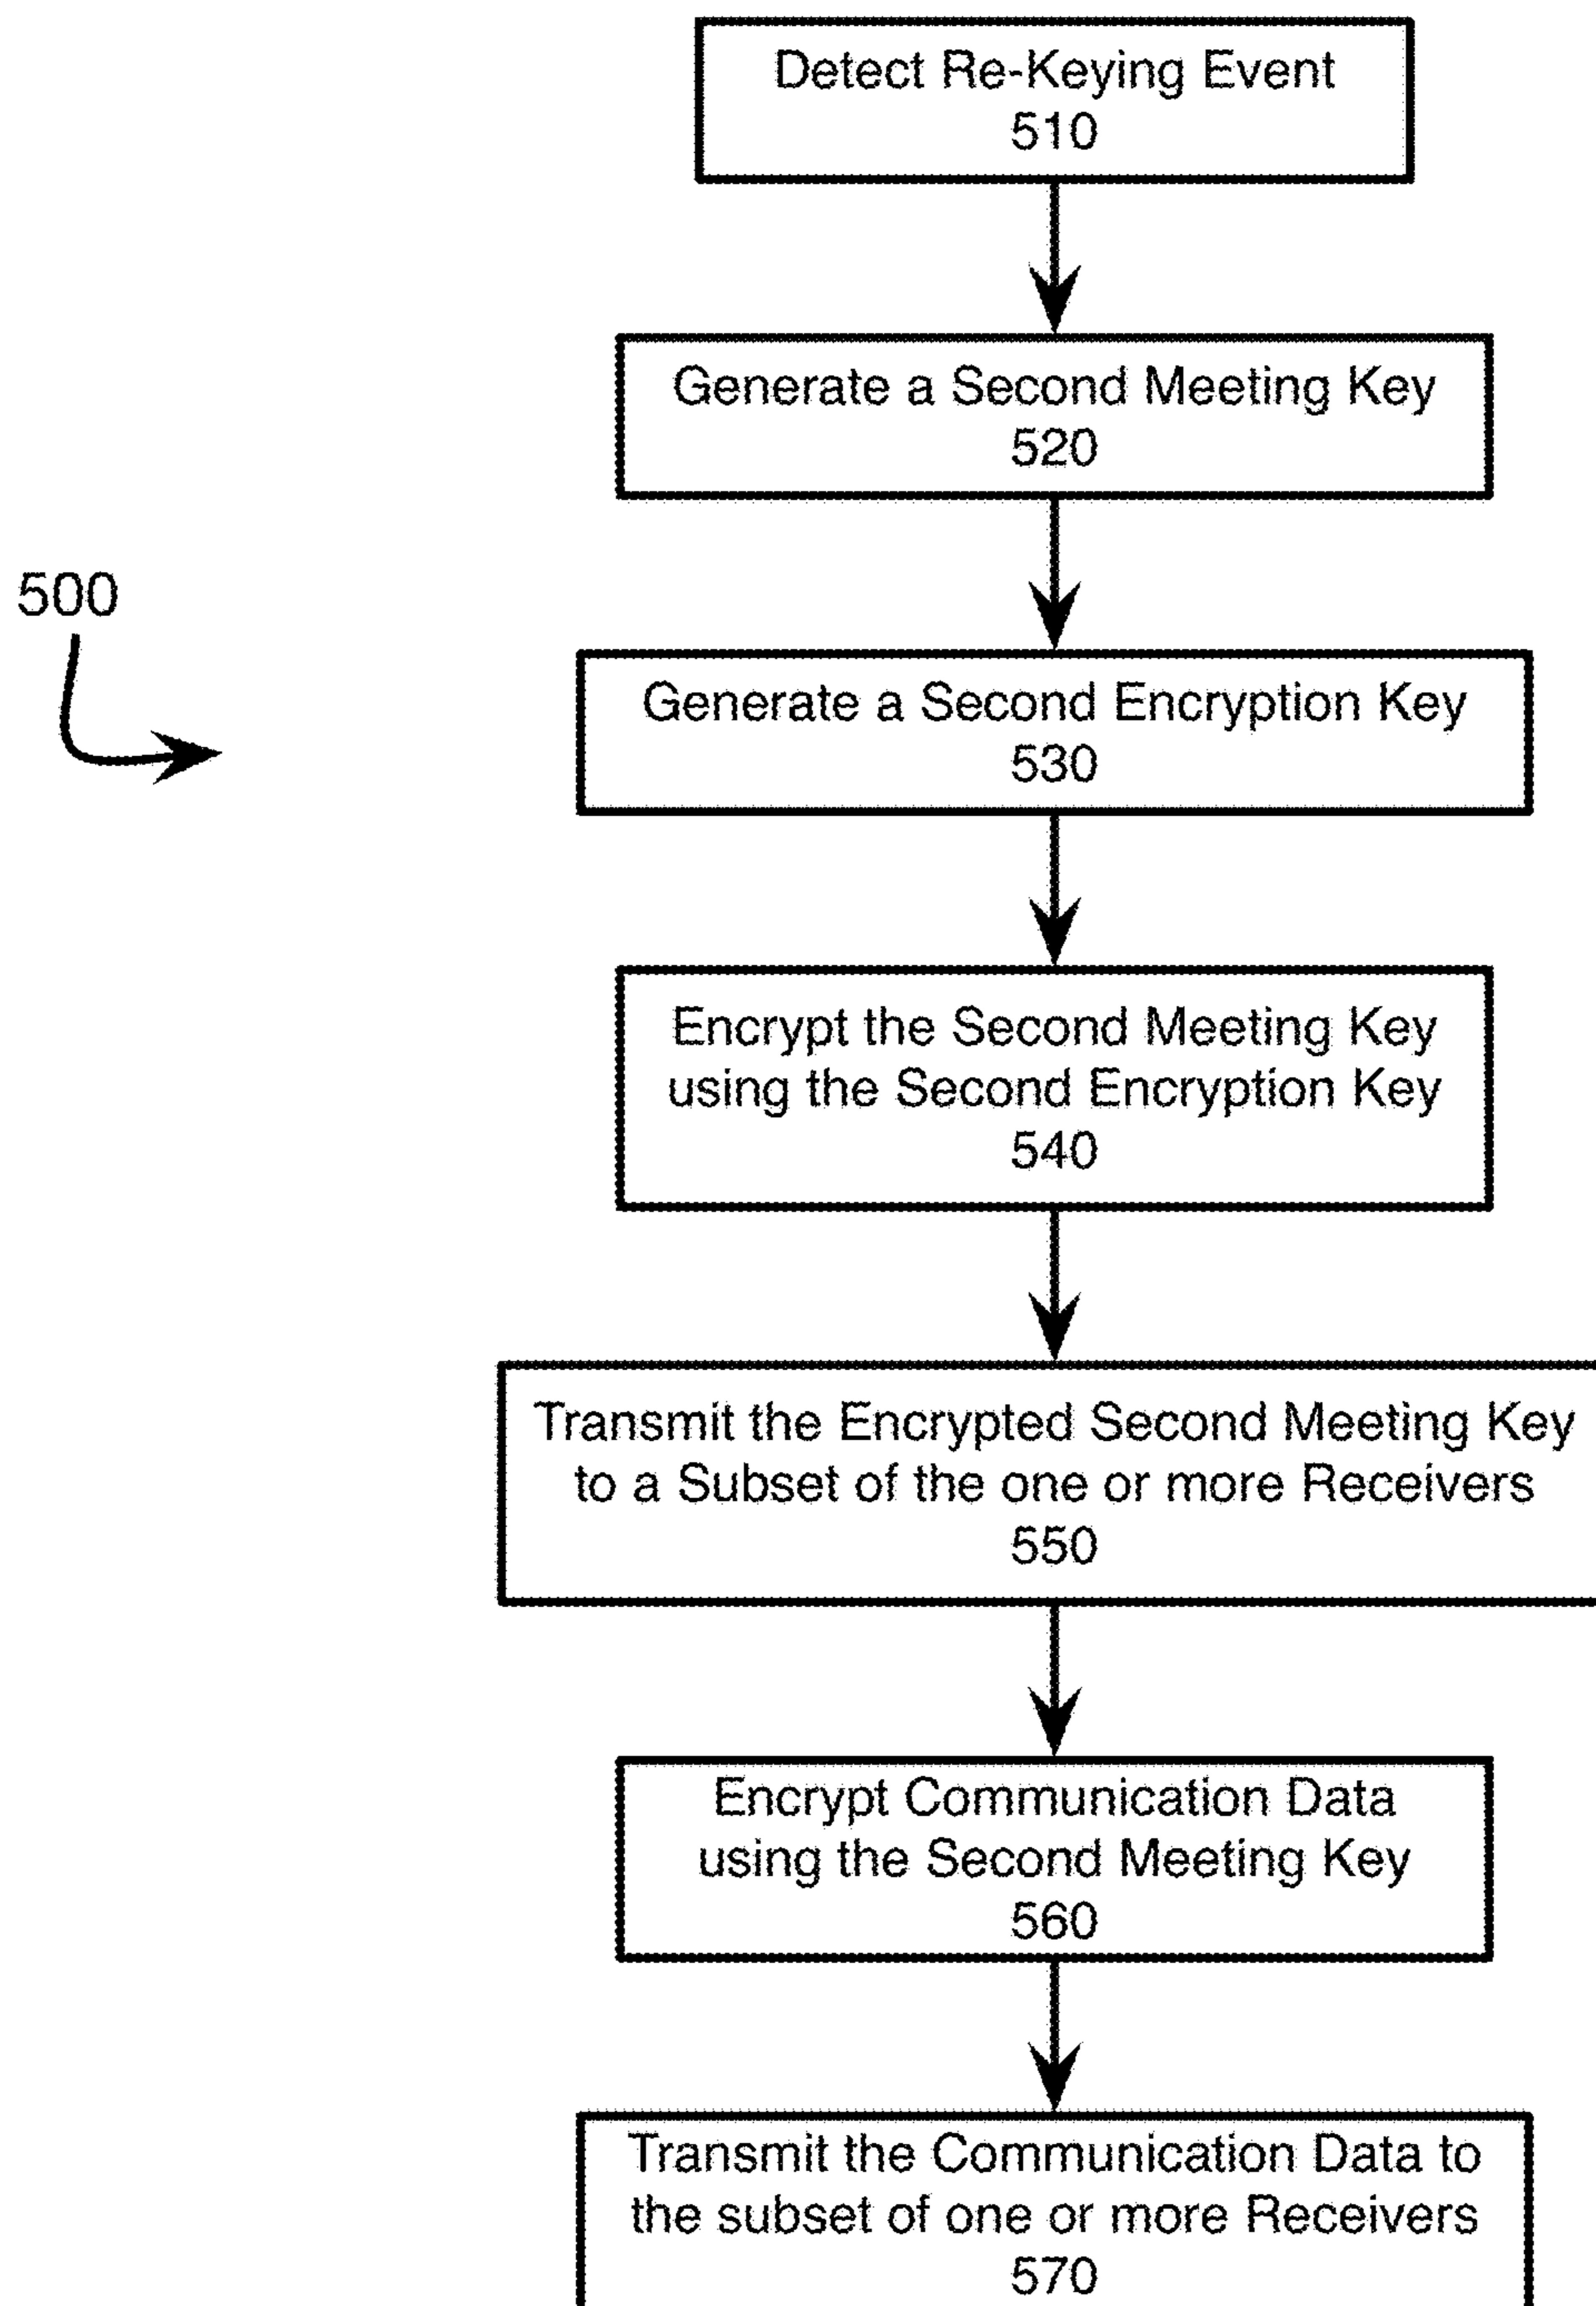 Detect Re-Keying Event
510
Generate a Second Meeting Key
520
500
Generate a Second Encryption Key
530
Encrypt the Second Meeting Key
using the Second Encryption Key
540
Transmit the Encrypted Second Meeting Key
to a Subset of the one or more Receivers
550
Encrypt Communication Data
using the Second Meeting Key
560
Transmit the Communication Data to
the subset of one or more Receivers
570